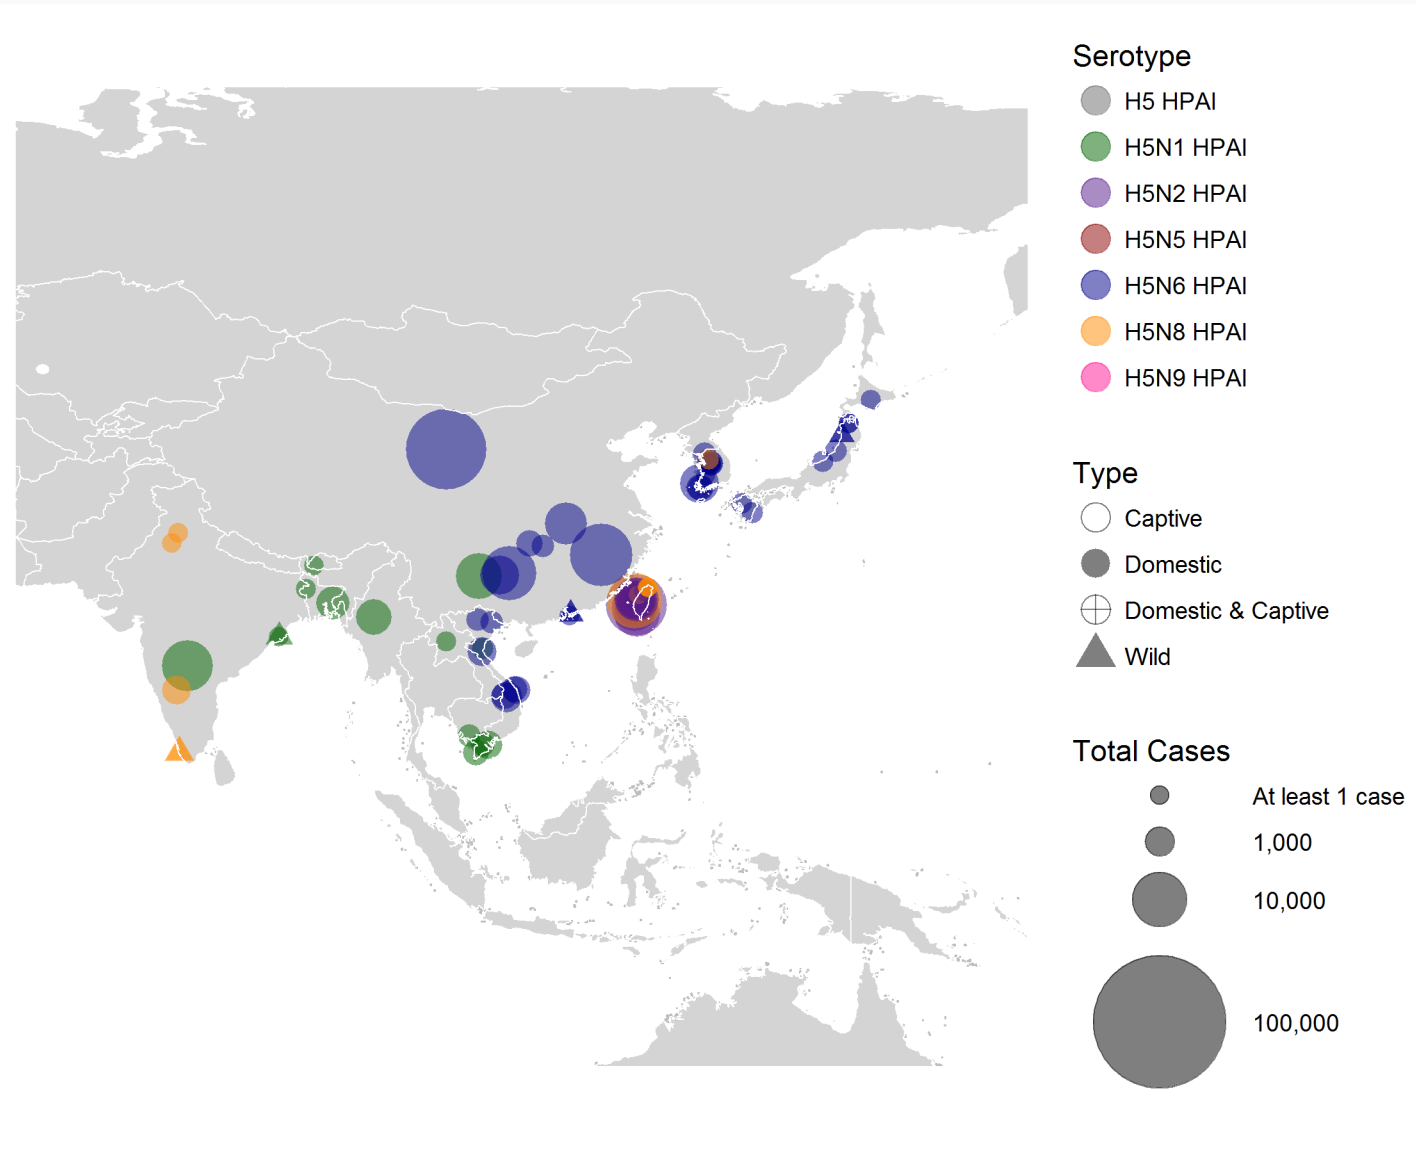 Serotype
H5 HPAI
H5N1 HPAI
H5N2 HPAI
H5N5 HPAI
H5N6 HPAI
H5N8 HPAI
H5N9 HPAI
Type
Captive
Domestic
Domestic & Captive
Wild
Total Cases
At least 1 case
1,000
10,000
100,000